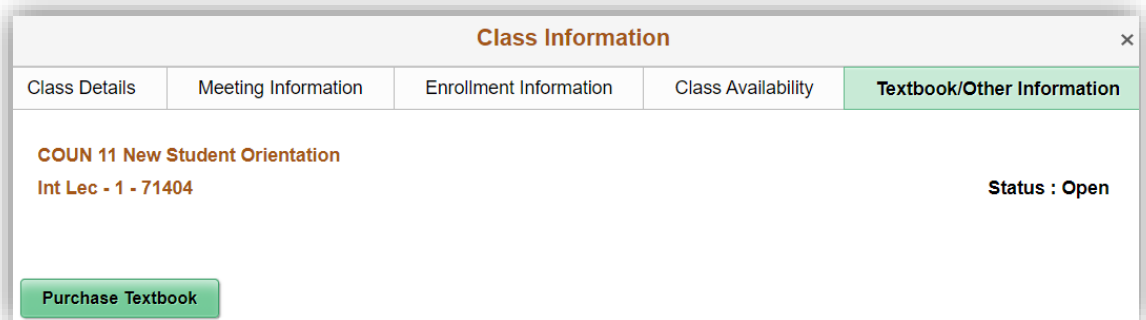 Class Information
×
Class Details Meeting Information Enrollment Information Class Availability Textbook/Other Information
COUN 11 New Student Orientation
Int Lec - 1 - 71404 Status : Open
Purchase Textbook